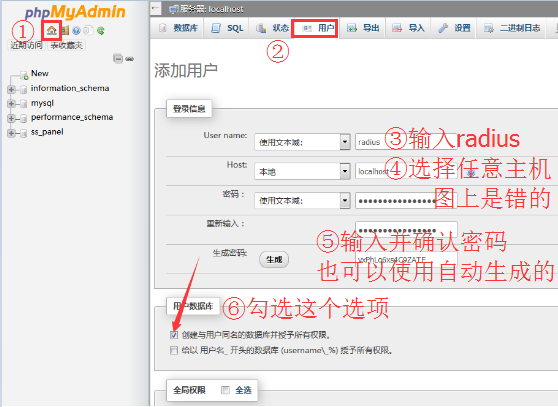 phpMyAdmin
①
近期访问 表收藏夹
New
information_schema
mysql
performance_schema
ss_panel
服务器: localhost
数据库 SQL 状态 用户 导出 导入 设置 二进制日志
②
添加用户
登录信息
User name: 使用文本域: radius ③输入radius
Host: 本地 localhost ④选择任意主机
图上是错的
密码: 使用文本域:
重新输入:
⑤输入并确认密码
生成密码: 生成
也可以使用自动生成的
用户数据库 ⑥勾选这个选项
创建与用户同名的数据库并授予所有权限。
给以 用户名_ 开头的数据库 (username\_%) 授予所有权限。
全局权限 全选